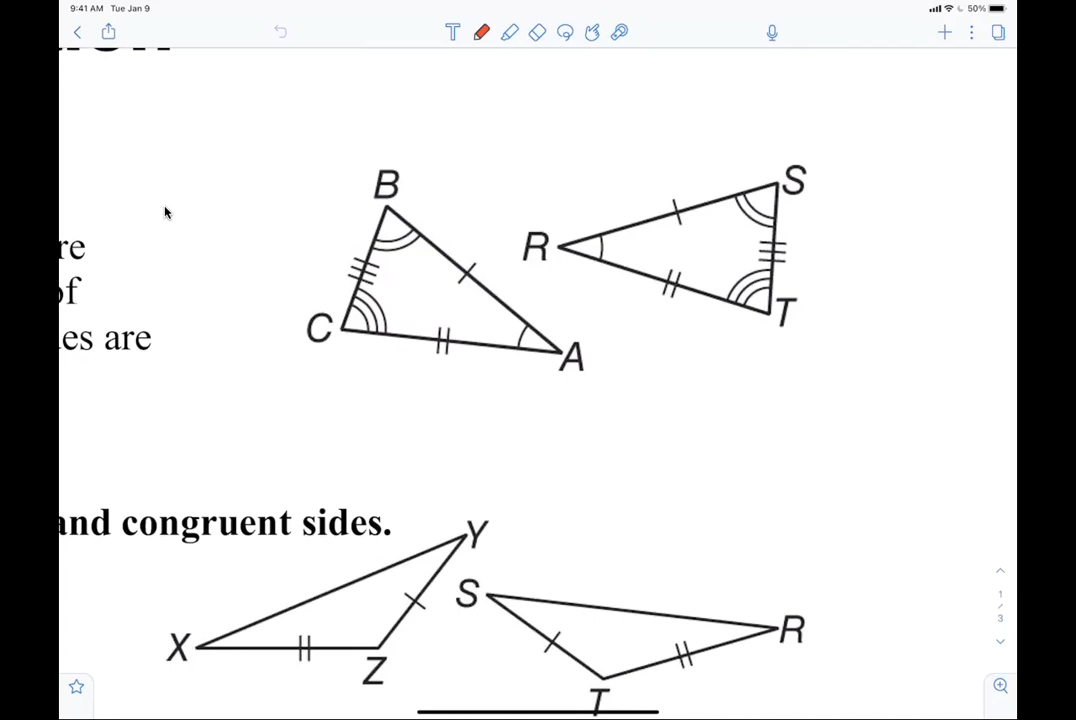 9:41 AM Tue Jan 9
50%
T
B
S
R
re
of
C
T
es are
A
and congruent sides.
Y
S
X
R
Z
T
1
/
3